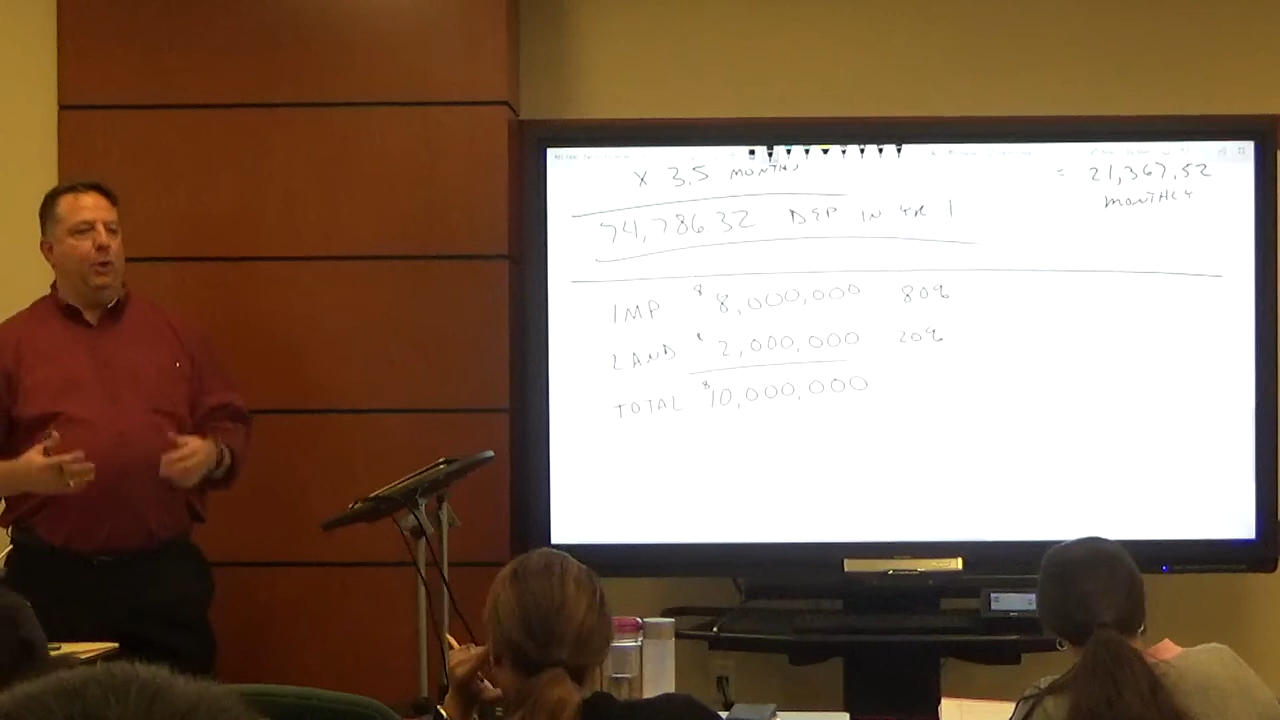 X 3.5 MONTHS
= 21,367.52
MONTHLY
74,786.32 DEP IN YR 1
IMP $ 8,000,000 80%
LAND $ 2,000,000 20%
TOTAL $10,000,000